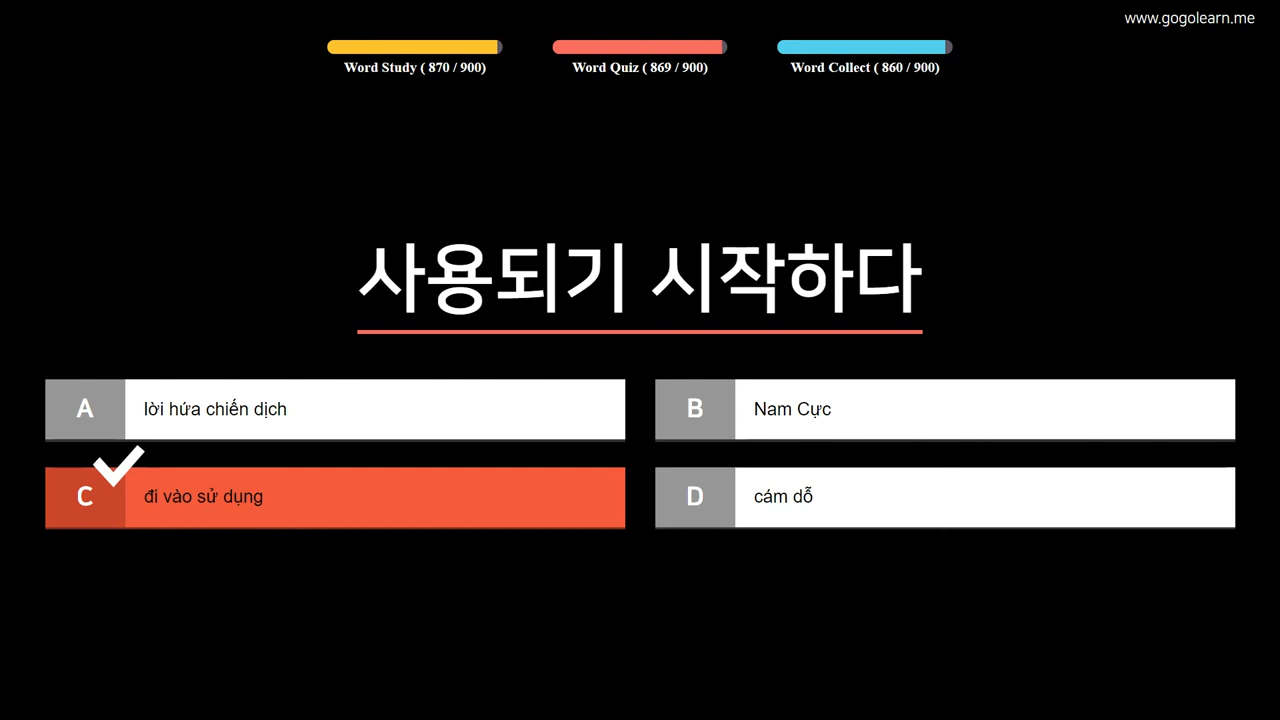 www.gogolearn.me
Word Study ( 870 / 900)
Word Quiz ( 869 / 900)
Word Collect ( 860 / 900)
사용되기 시작하다
A lời hứa chiến dịch
B Nam Cực
C đi vào sử dụng
D cám dỗ